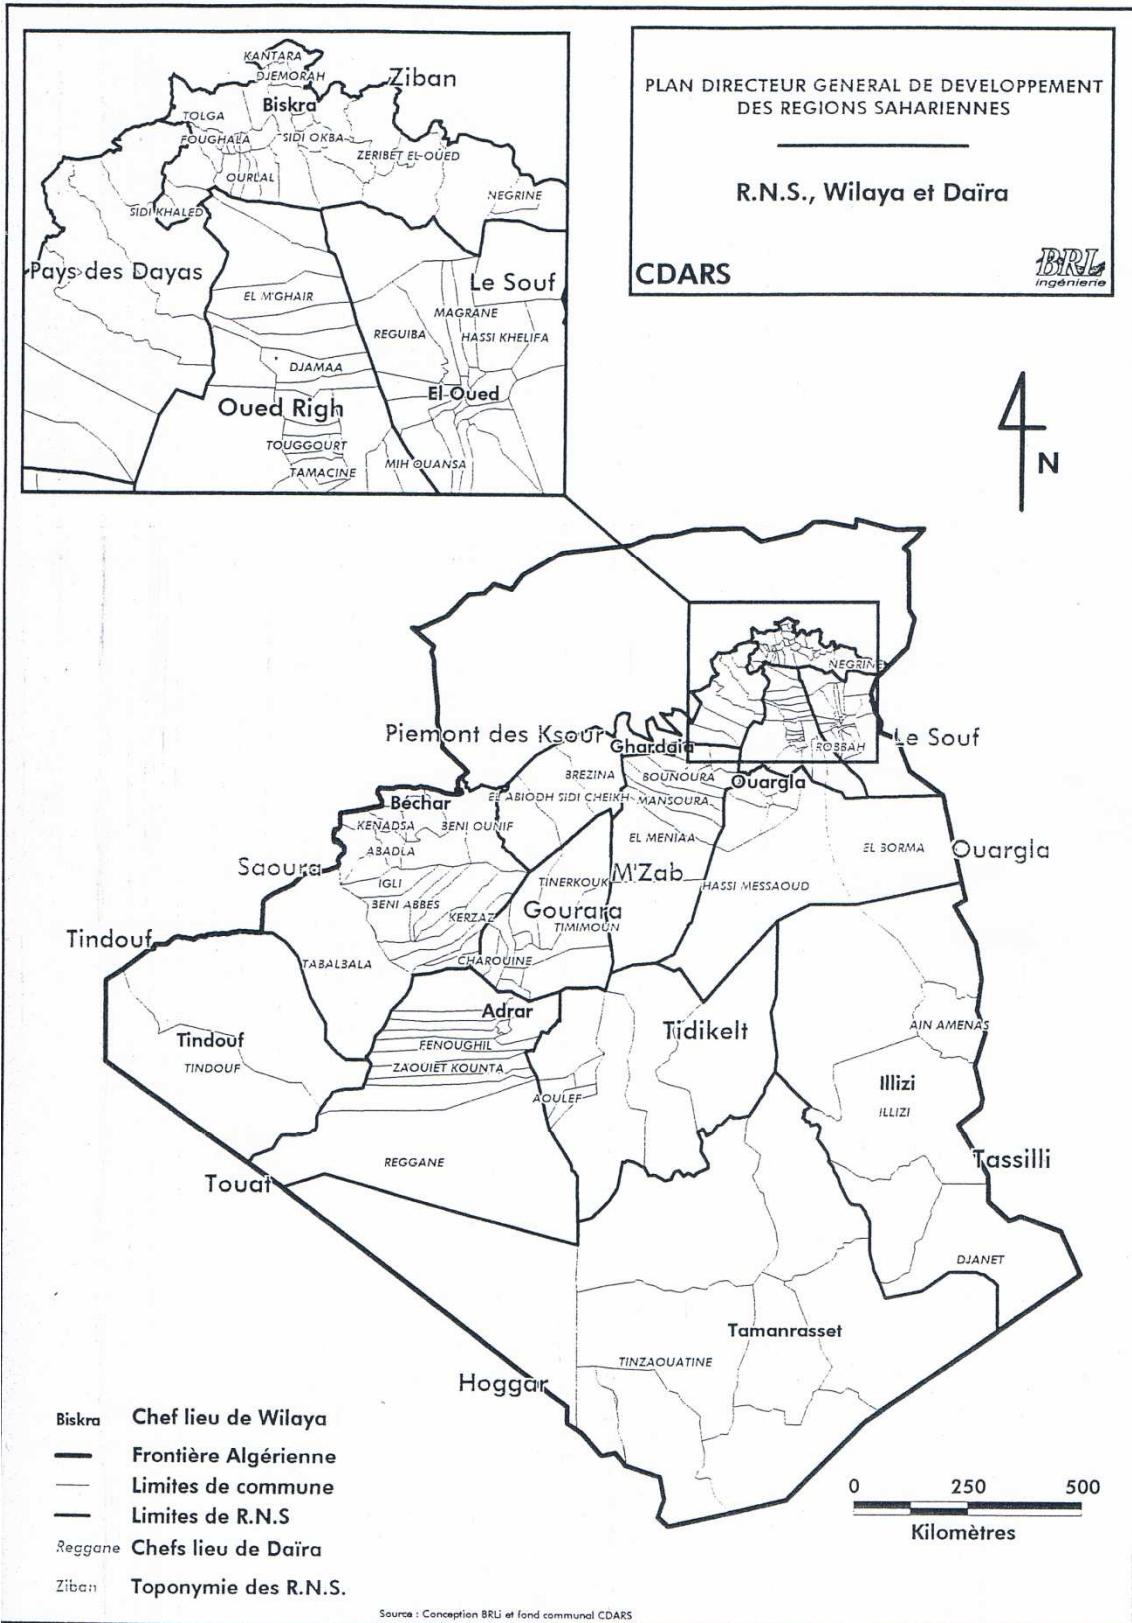 PLAN DIRECTEUR GENERAL DE DEVELOPPEMENT
DES REGIONS SAHARIENNES
R.N.S., Wilaya et Daïra
CDARS
BRL
ingénierie
KANTARA
DJEMORAH
Ziban
Biskra
TOLGA
FOUGHALA
SIDI OKBA
ZERIBET EL-OUED
OURLAL
NEGRINE
SIDI KHALED
Pays des Dayas
Le Souf
EL M'GHAIR
MAGRANE
REGUIBA
HASSI KHELIFA
DJAMAA
El Oued
Oued Righ
TOUGGOURT
MIH OUANSA
TAMACINE
N
NEGRINE
Piemont des Ksour
Ghardaia
ROBBAH
Le Souf
BREZINA
BOUNOURA
Ouargla
Béchar
EL ABIODH SIDI CHEIKH
MANSOURA
KENADSA
BENI OUNIF
EL MENIAA
EL BORMA
Ouargla
ABADLA
Saoura
IGLI
TINERKOUK
M'Zab
HASSI MESSAOUD
BENI ABBES
KERZAZ
Gourara
TIMIMOUN
Tindouf
TABALBALA
CHAROUINE
Adrar
Tidikelt
AIN AMENAS
Tindouf
FENOUGHIL
TINDOUF
ZAOUIET KOUNTA
Illizi
AOULEF
ILLIZI
REGGANE
Tassilli
Touat
DJANET
Tamanrasset
TINZAOUATINE
Hoggar
Biskra Chef lieu de Wilaya
Frontière Algérienne
Limites de commune
Limites de R.N.S
Reggane Chefs lieu de Daïra
Ziban Toponymie des R.N.S.
0 250 500
Kilomètres
Source : Conception BRLi et fond communal CDARS